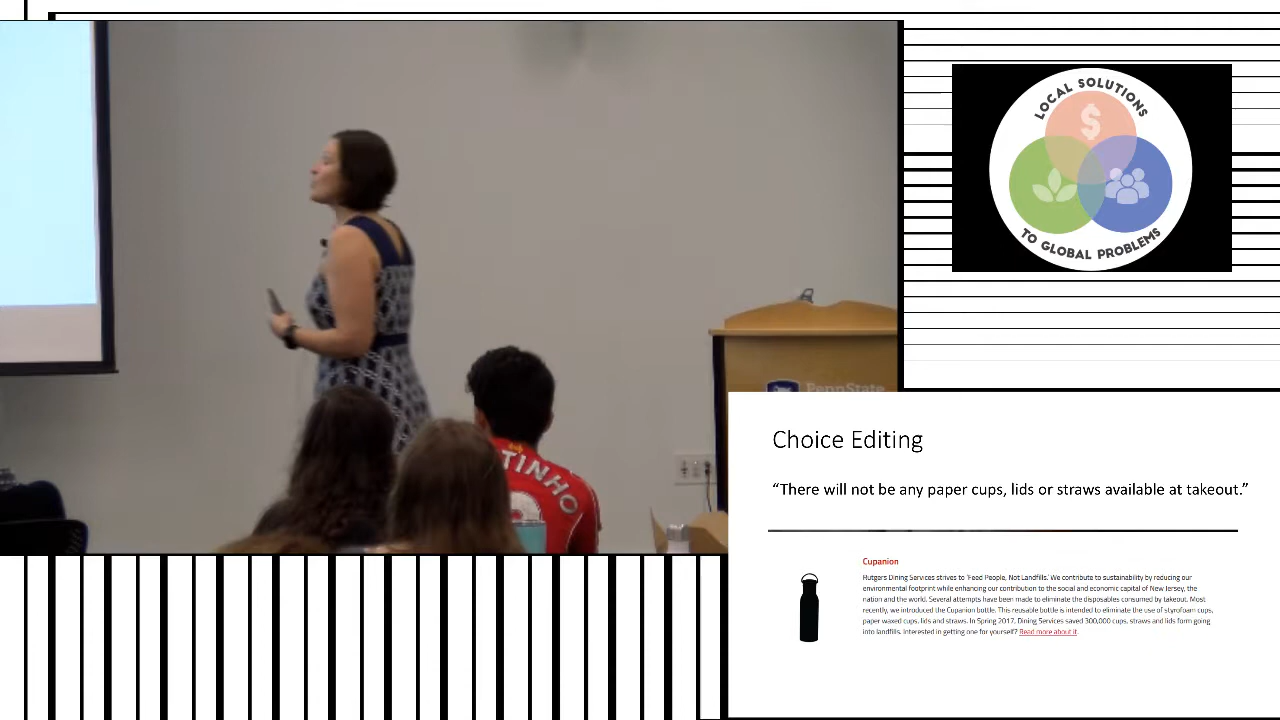 LOCAL SOLUTIONS
$
TO GLOBAL PROBLEMS
PennState
TINHO
Choice Editing
“There will not be any paper cups, lids or straws available at takeout.”
Cupanion
Rutgers Dining Services strives to ‘Feed People, Not Landfills.’ We contribute to sustainability by reducing our
environmental footprint while enhancing our contribution to the social and economic capital of New Jersey, the
nation and the world. Several attempts have been made to eliminate the disposables consumed by takeout. Most
recently, we introduced the Cupanion bottle. This reusable bottle is intended to eliminate the use of styrofoam cups,
paper waxed cups, lids and straws. In Spring 2017, Dining Services saved 300,000 cups, straws and lids form going
into landfills. Interested in getting one for yourself? Read more about it.